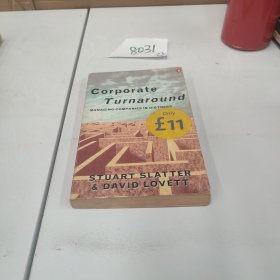 8031
Corporate
Turnaround
MANAGING COMPANIES IN DISTRESS
Only
£11
STUART SLATTER
& DAVID LOVETT